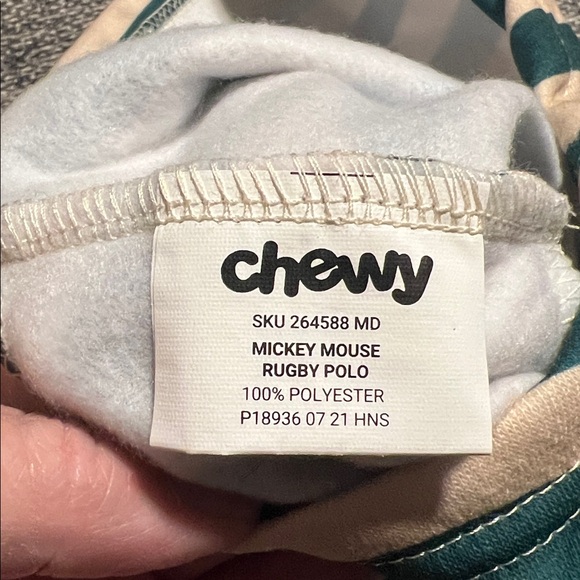 chewy
SKU 264588 MD
MICKEY MOUSE
RUGBY POLO
100% POLYESTER
P18936 07 21 HNS